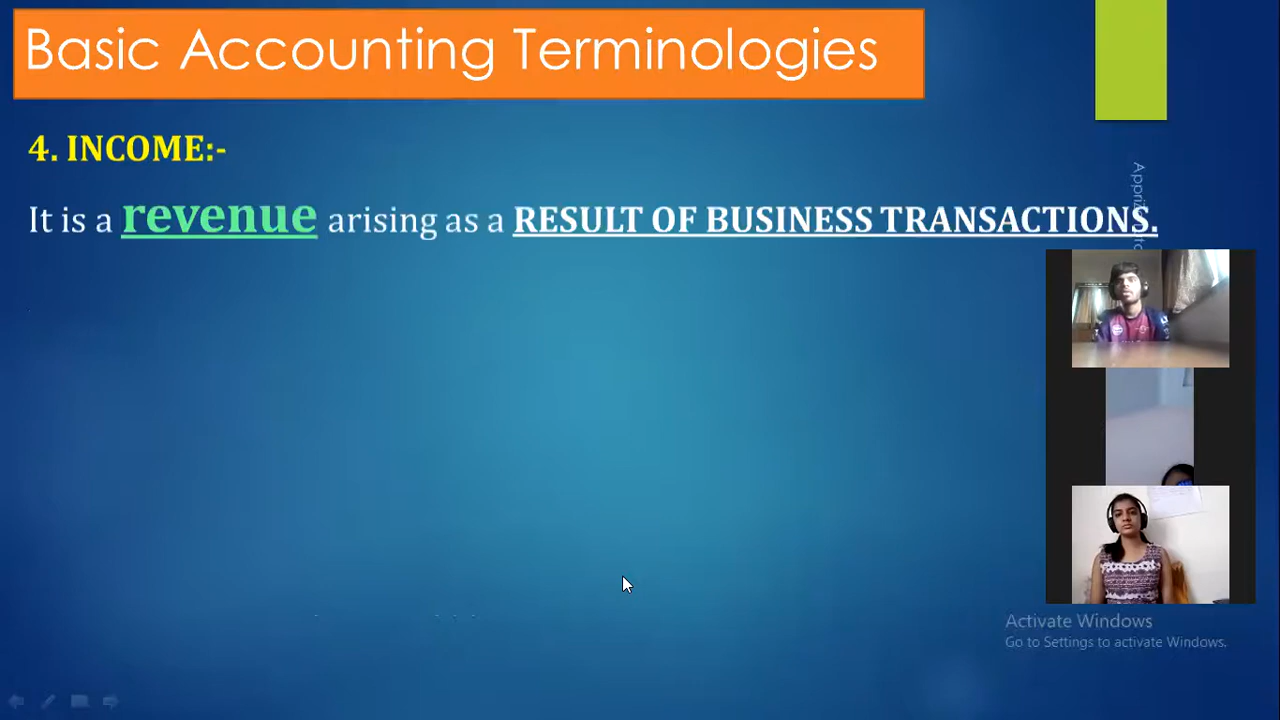 Basic Accounting Terminologies
4. INCOME:-
It is a revenue arising as a RESULT OF BUSINESS TRANSACTIONS.
Activate Windows
Go to Settings to activate Windows.